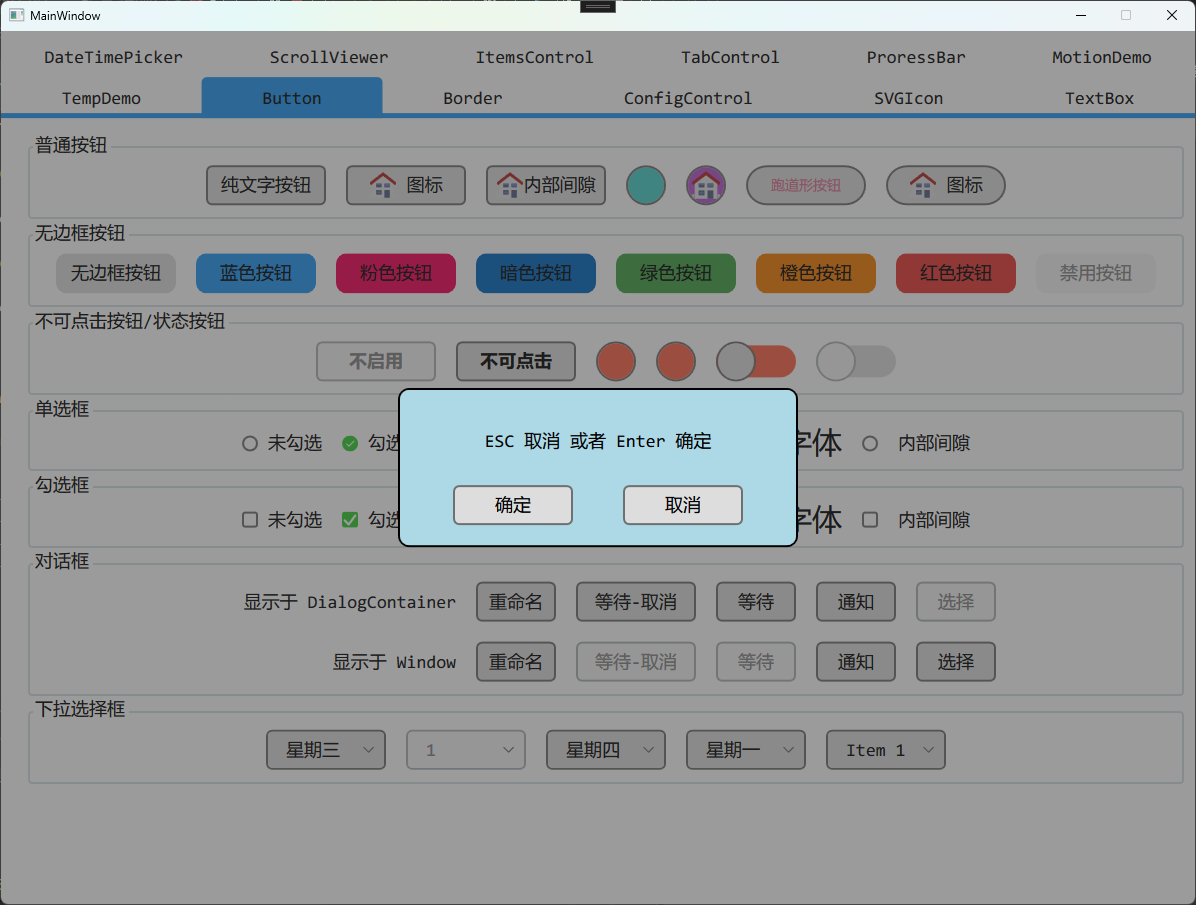 MainWindow
DateTimePicker ScrollViewer ItemsControl TabControl ProressBar MotionDemo
TempDemo Button Border ConfigControl SVGIcon TextBox
普通按钮
纯文字按钮 图标 内部间隙 跑道形按钮 图标
无边框按钮
无边框按钮 蓝色按钮 粉色按钮 暗色按钮 绿色按钮 橙色按钮 红色按钮 禁用按钮
不可点击按钮/状态按钮
不启用 不可点击
单选框
未勾选 勾选 字体 内部间隙
ESC 取消 或者 Enter 确定
确定 取消
勾选框
未勾选 勾选 字体 内部间隙
对话框
显示于 DialogContainer 重命名 等待-取消 等待 通知 选择
显示于 Window 重命名 等待-取消 等待 通知 选择
下拉选择框
星期三 1 星期四 星期一 Item 1